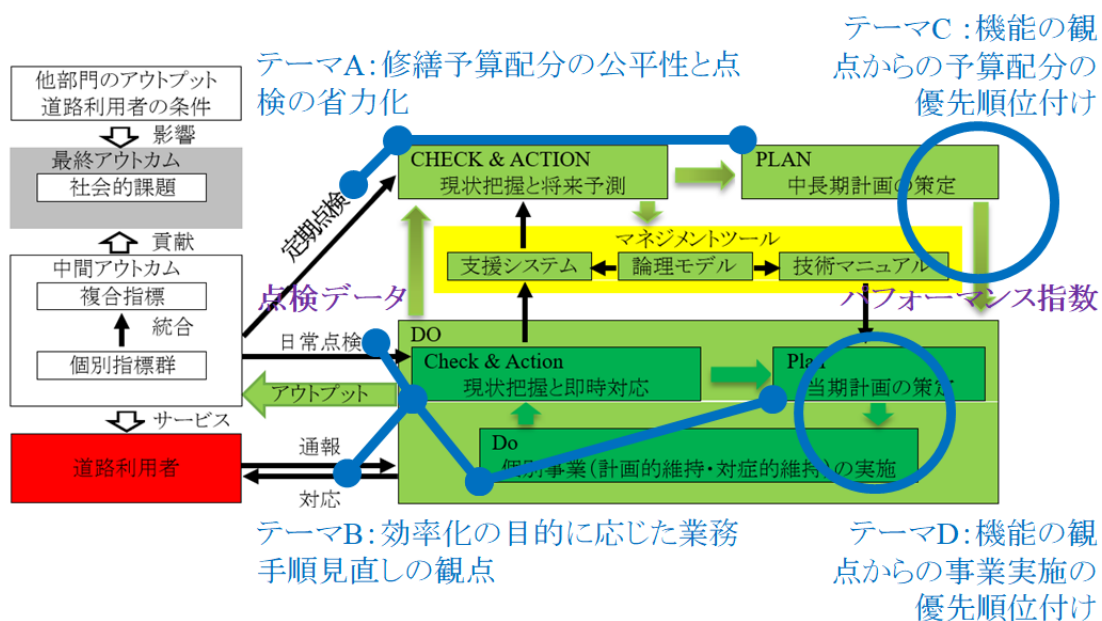 テーマC：機能の観
点からの予算配分の
優先順位付け
テーマA：修繕予算配分の公平性と点
検の省力化
他部門のアウトプット
道路利用者の条件
影響
最終アウトカム
社会的課題
貢献
中間アウトカム
複合指標
統合
個別指標群
サービス
道路利用者
定期点検
点検データ
日常点検
アウトプット
通報
対応
CHECK & ACTION
現状把握と将来予測
PLAN
中長期計画の策定
マネジメントツール
支援システム
論理モデル
技術マニュアル
パフォーマンス指数
DO
Check & Action
現状把握と即時対応
Plan
当期計画の策定
Do
個別事業（計画的維持・対症的維持）の実施
テーマB：効率化の目的に応じた業務
手順見直しの観点
テーマD：機能の観
点からの事業実施の
優先順位付け